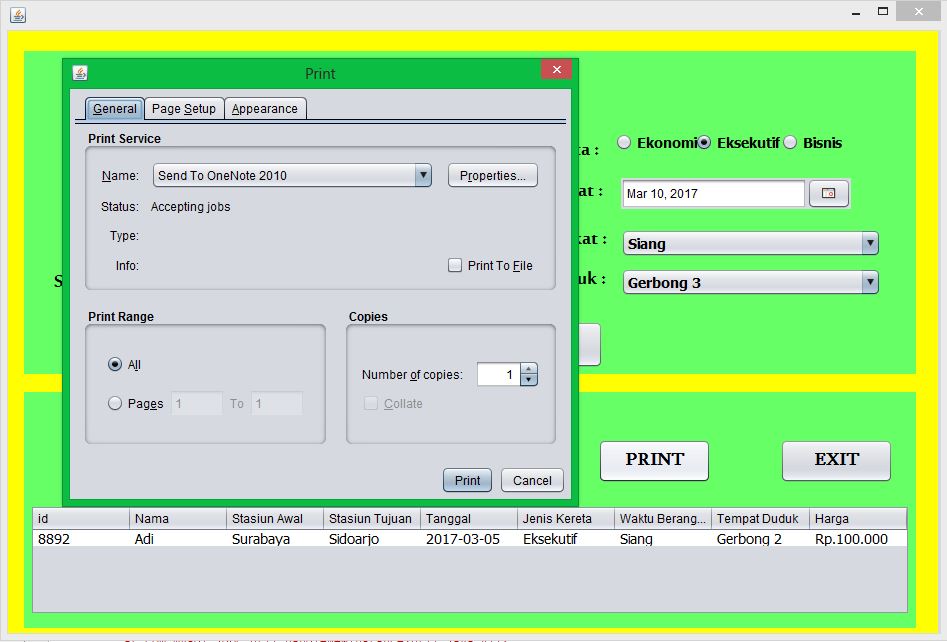 Print
General Page Setup Appearance
Print Service
Name: Send To OneNote 2010 Properties...
Status: Accepting jobs
Type:
Info: Print To File
Print Range
All
Pages 1 To 1
Copies
Number of copies: 1
Collate
Print Cancel
a : Ekonomi Eksekutif Bisnis
at : Mar 10, 2017
kat : Siang
uk : Gerbong 3
S
PRINT EXIT
id Nama Stasiun Awal Stasiun Tujuan Tanggal Jenis Kereta Waktu Berang... Tempat Duduk Harga
8892 Adi Surabaya Sidoarjo 2017-03-05 Eksekutif Siang Gerbong 2 Rp.100.000